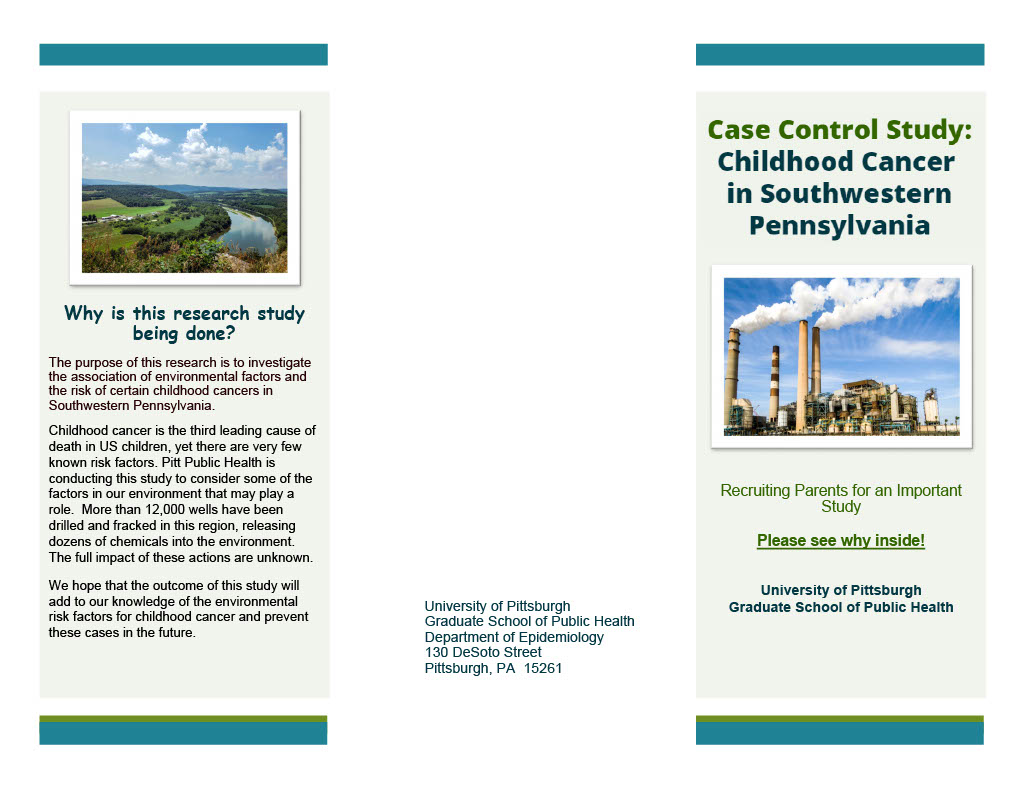 Why is this research study
being done?
The purpose of this research is to investigate
the association of environmental factors and
the risk of certain childhood cancers in
Southwestern Pennsylvania.
Childhood cancer is the third leading cause of
death in US children, yet there are very few
known risk factors. Pitt Public Health is
conducting this study to consider some of the
factors in our environment that may play a
role.  More than 12,000 wells have been
drilled and fracked in this region, releasing
dozens of chemicals into the environment.
The full impact of these actions are unknown.
We hope that the outcome of this study will
add to our knowledge of the environmental
risk factors for childhood cancer and prevent
these cases in the future.
University of Pittsburgh
Graduate School of Public Health
Department of Epidemiology
130 DeSoto Street
Pittsburgh, PA  15261
Case Control Study:
Childhood Cancer
in Southwestern
Pennsylvania
Recruiting Parents for an Important
Study
Please see why inside!
University of Pittsburgh
Graduate School of Public Health